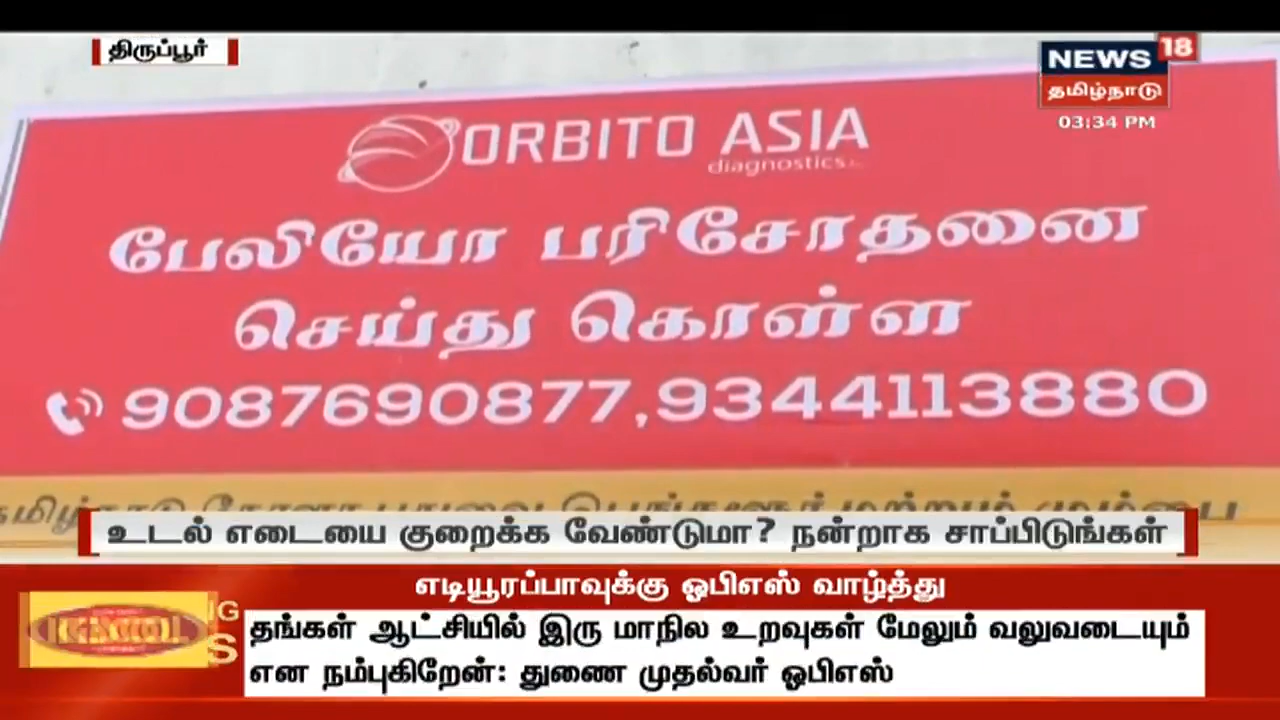 திருப்பூர்
NEWS 18
தமிழ்நாடு
03:34 PM
ORBITO ASIA
diagnostics
பேலியோ பரிசோதனை
செய்து கொள்ள
9087690877,9344113880
உடல் எடையை குறைக்க வேண்டுமா? நன்றாக சாப்பிடுங்கள்
எடியூரப்பாவுக்கு ஓபிஎஸ் வாழ்த்து
தங்கள் ஆட்சியில் இரு மாநில உறவுகள் மேலும் வலுவடையும்
என நம்புகிறேன்: துணை முதல்வர் ஓபிஎஸ்